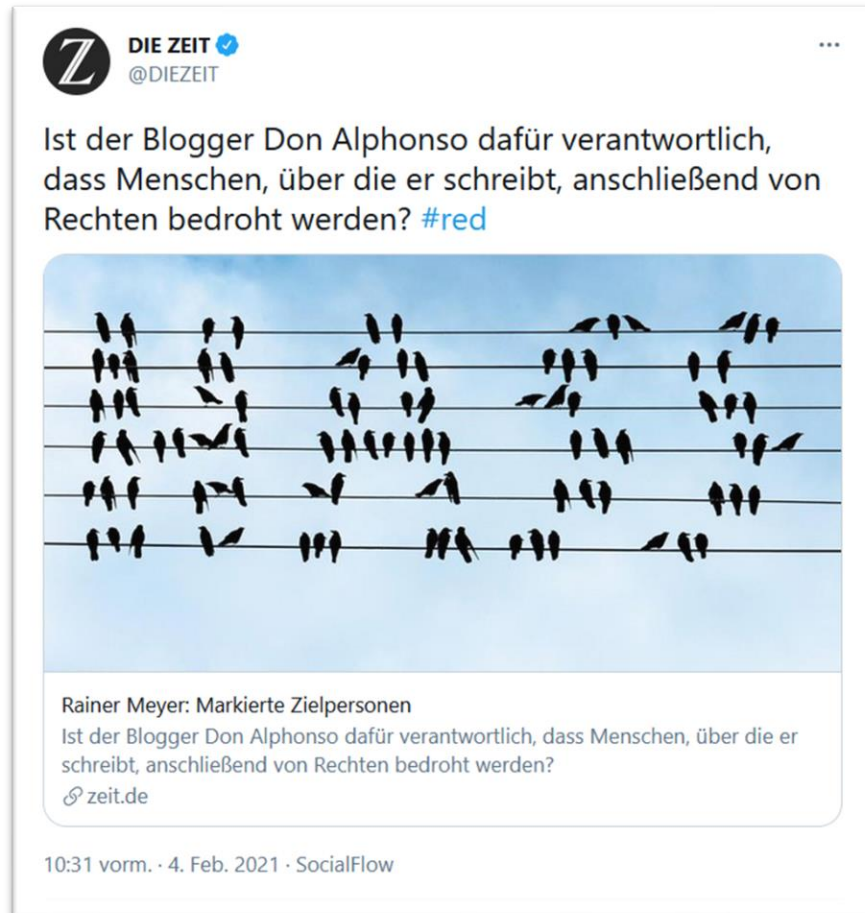 DIE ZEIT
@DIEZEIT
Ist der Blogger Don Alphonso dafür verantwortlich,
dass Menschen, über die er schreibt, anschließend von
Rechten bedroht werden? #red
Rainer Meyer: Markierte Zielpersonen
Ist der Blogger Don Alphonso dafür verantwortlich, dass Menschen, über die er
schreibt, anschließend von Rechten bedroht werden?
zeit.de
10:31 vorm. · 4. Feb. 2021 · SocialFlow